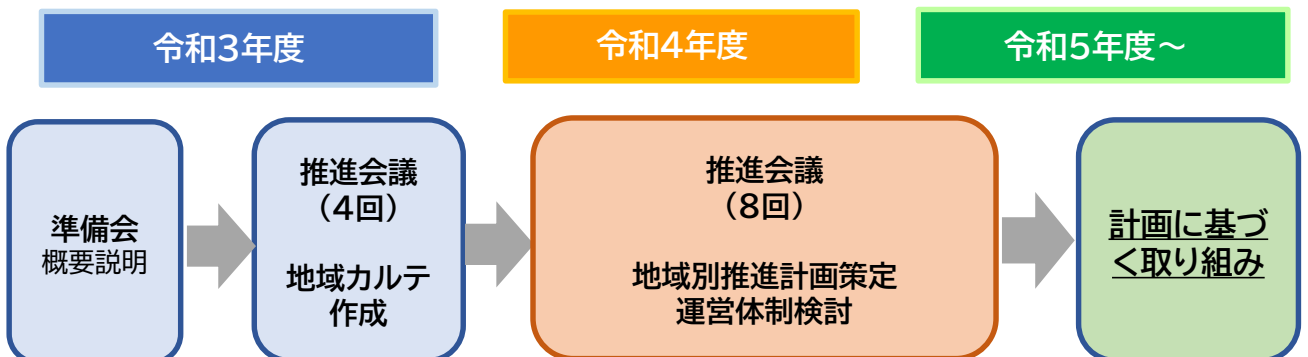 令和3年度
令和4年度
令和5年度~
準備会
概要説明
推進会議
(4回)
地域カルテ
作成
推進会議
(8回)
地域別推進計画策定
運営体制検討
計画に基づ
く取り組み